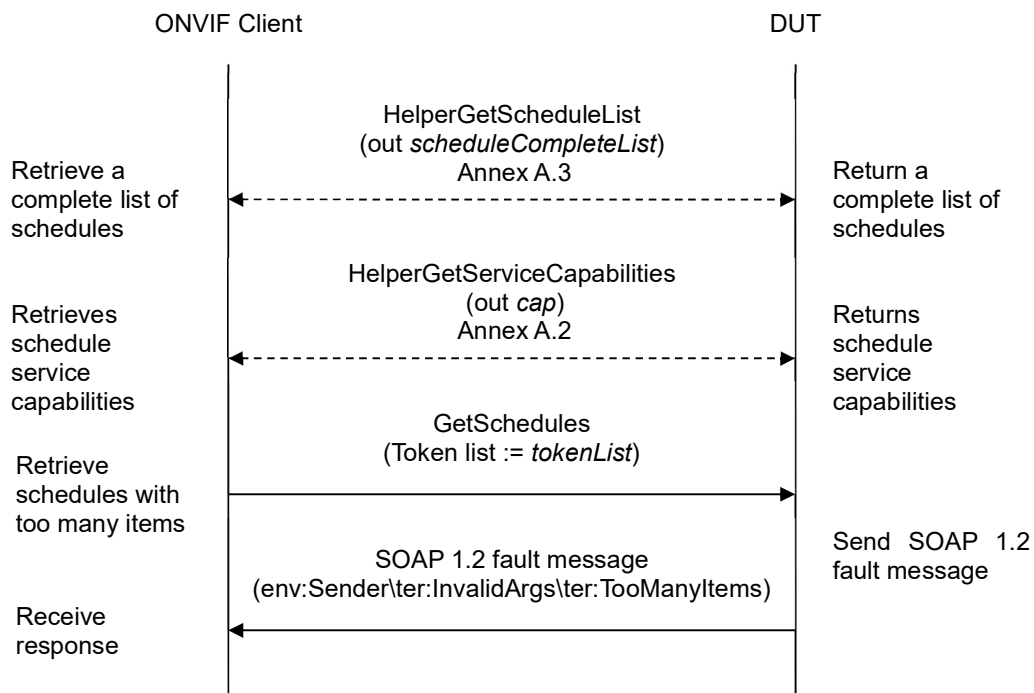 ONVIF Client
DUT
HelperGetScheduleList
(out scheduleCompleteList)
Annex A.3
Retrieve a
complete list of
schedules
Return a
complete list of
schedules
HelperGetServiceCapabilities
(out cap)
Annex A.2
Retrieves
schedule
service
capabilities
Returns
schedule
service
capabilities
GetSchedules
(Token list := tokenList)
Retrieve
schedules with
too many items
SOAP 1.2 fault message
(env:Sender\ter:InvalidArgs\ter:TooManyItems)
Send SOAP 1.2
fault message
Receive
response